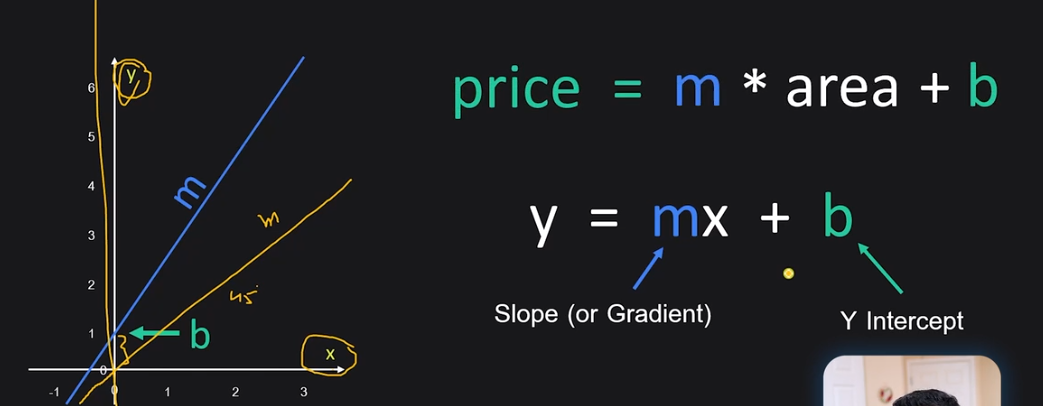 price = m * area + b
y = mx + b
Slope (or Gradient)
Y Intercept
y
6
5
4
3
2
1
0
-1 0 1 2 3
x
m
m
45°
b